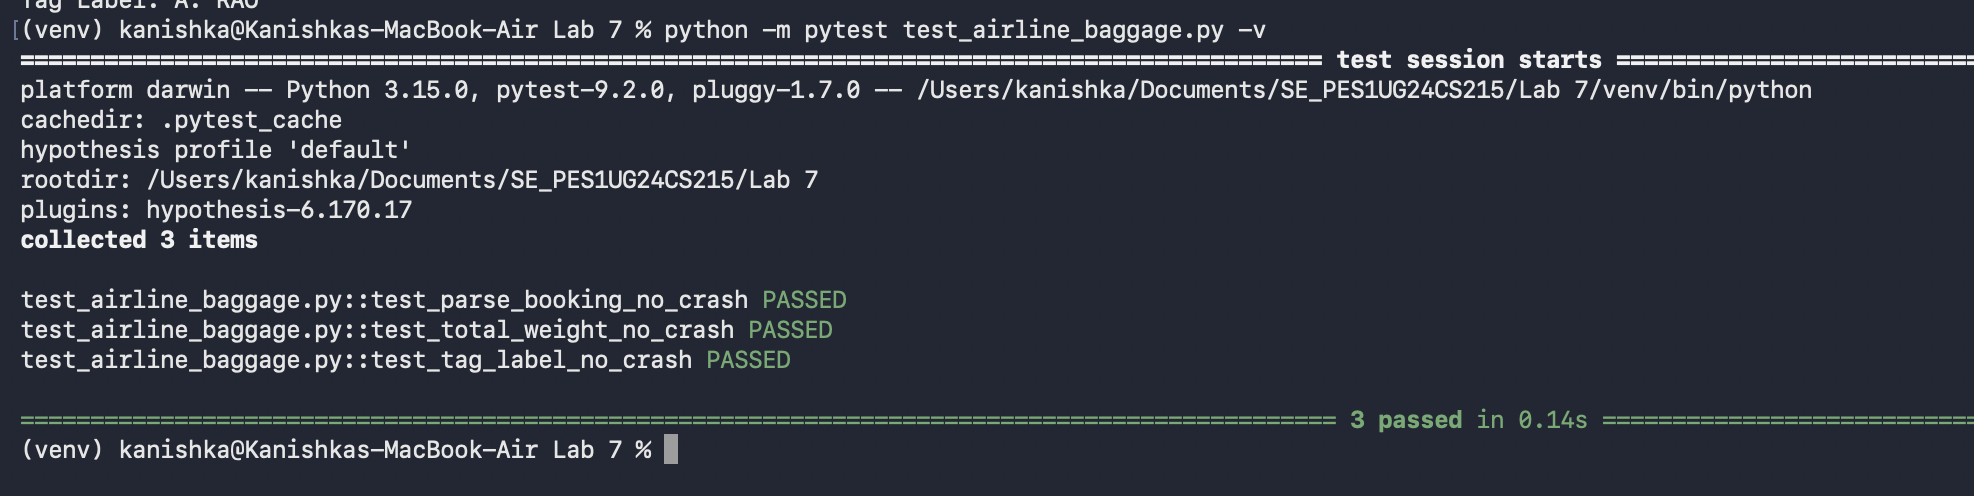 Tag Label: A. RAO
[(venv) kanishka@Kanishkas-MacBook-Air Lab 7 % python -m pytest test_airline_baggage.py -v
============================================================================================== test session starts ==========================
platform darwin -- Python 3.15.0, pytest-9.2.0, pluggy-1.7.0 -- /Users/kanishka/Documents/SE_PES1UG24CS215/Lab 7/venv/bin/python
cachedir: .pytest_cache
hypothesis profile 'default'
rootdir: /Users/kanishka/Documents/SE_PES1UG24CS215/Lab 7
plugins: hypothesis-6.170.17
collected 3 items
test_airline_baggage.py::test_parse_booking_no_crash PASSED
test_airline_baggage.py::test_total_weight_no_crash PASSED
test_airline_baggage.py::test_tag_label_no_crash PASSED
=============================================================================================== 3 passed in 0.14s ===========================
(venv) kanishka@Kanishkas-MacBook-Air Lab 7 %